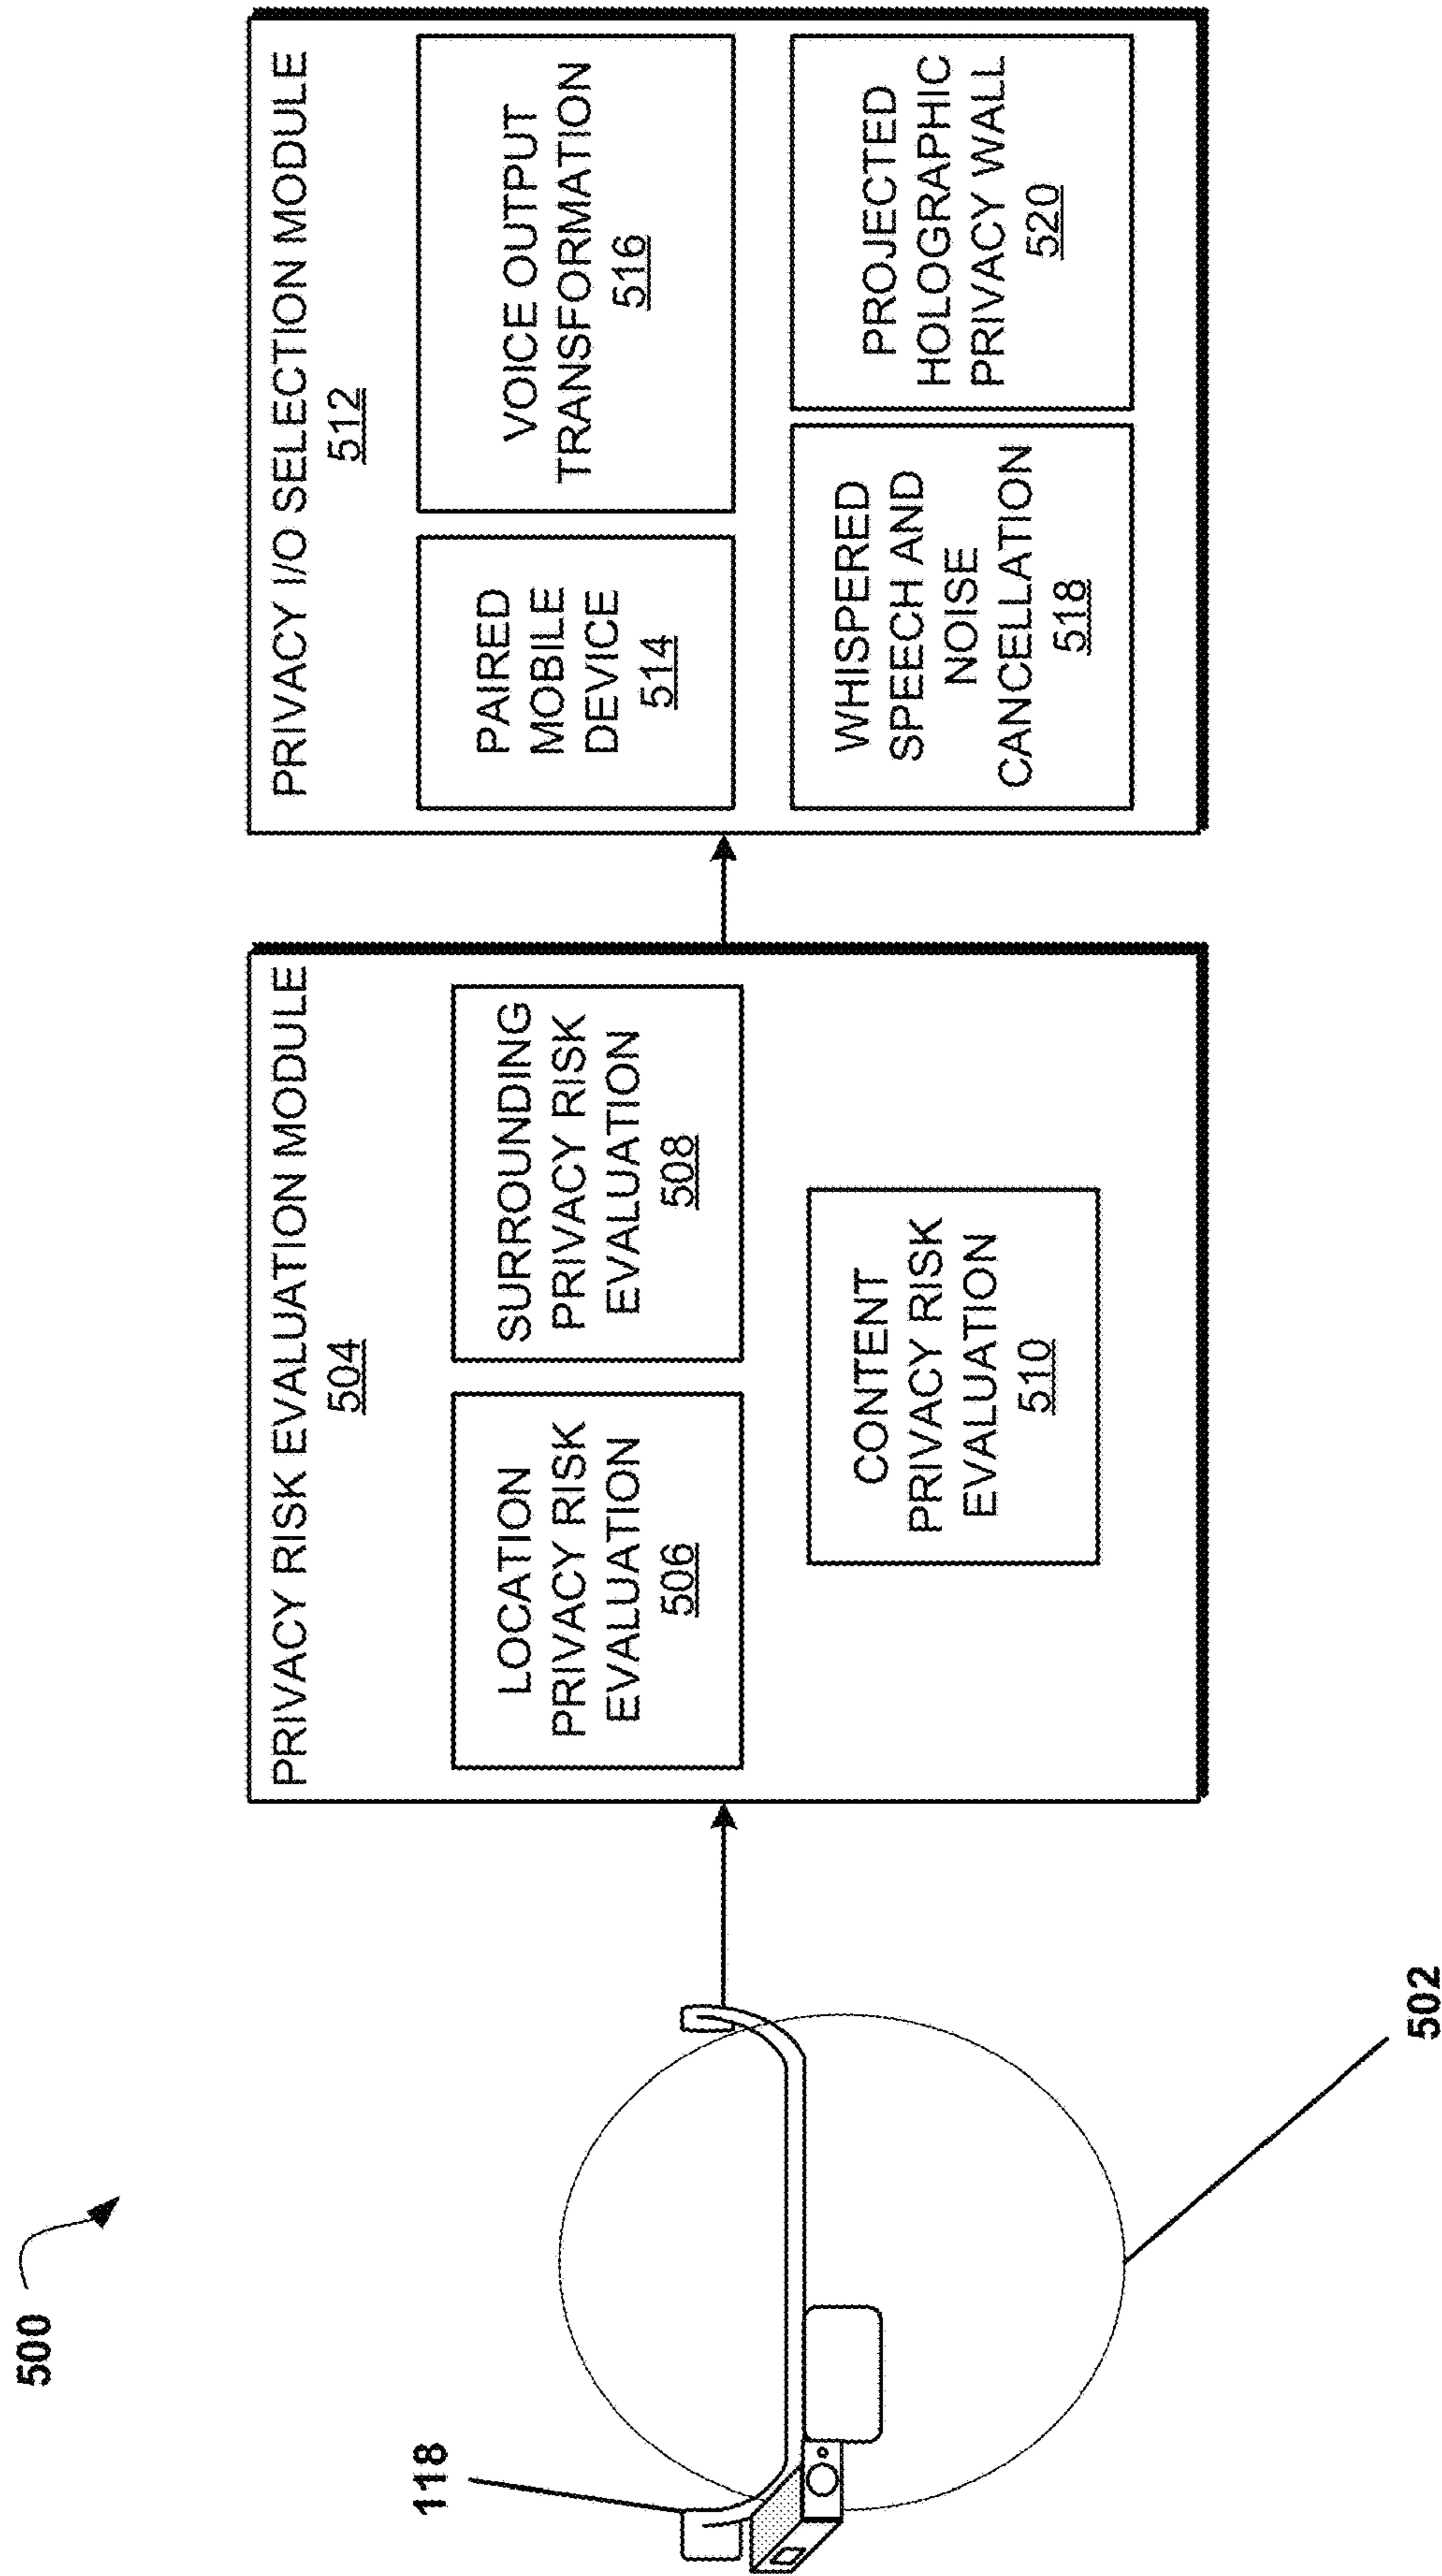 500
118
502
PRIVACY RISK EVALUATION MODULE
504
LOCATION
PRIVACY RISK
EVALUATION
506
SURROUNDING
PRIVACY RISK
EVALUATION
508
CONTENT
PRIVACY RISK
EVALUATION
510
PRIVACY I/O SELECTION MODULE
512
PAIRED
MOBILE
DEVICE
514
VOICE OUTPUT
TRANSFORMATION
516
WHISPERED
SPEECH AND
NOISE
CANCELLATION
518
PROJECTED
HOLOGRAPHIC
PRIVACY WALL
520